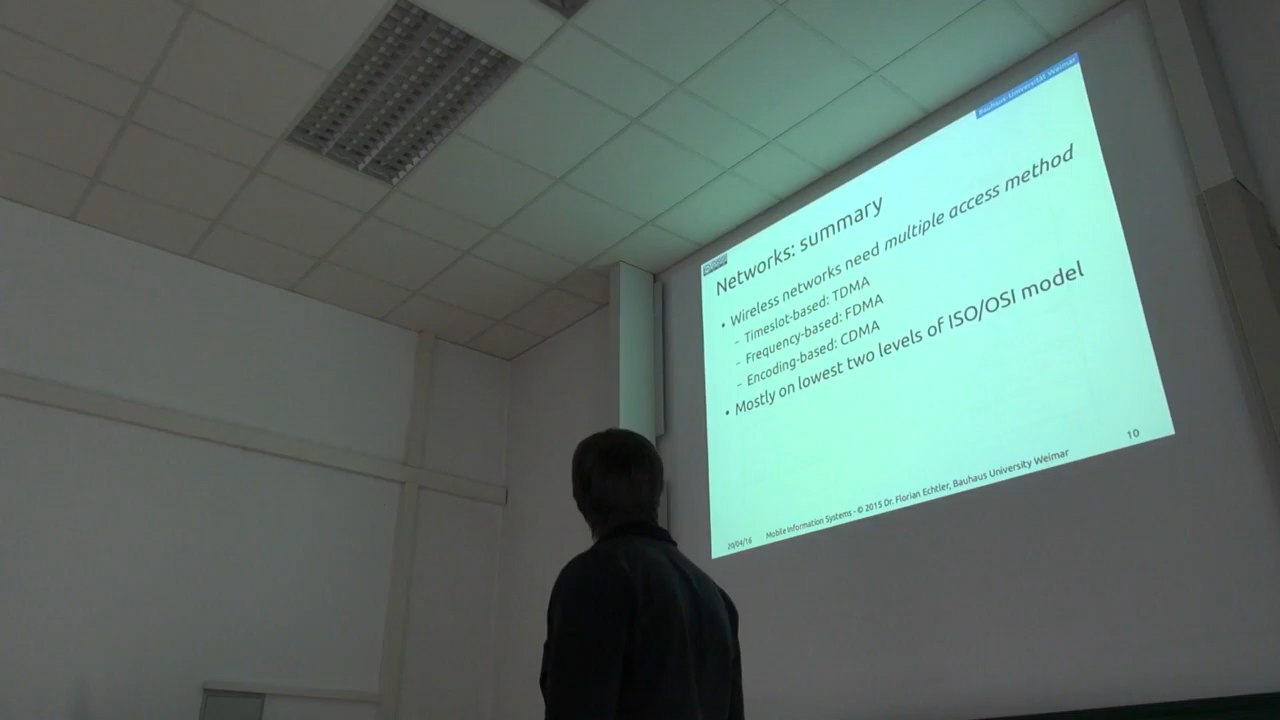 Bauhaus-Universität Weimar
Networks: summary
• Wireless networks need multiple access method
– Timeslot-based: TDMA
– Frequency-based: FDMA
– Encoding-based: CDMA
• Mostly on lowest two levels of ISO/OSI model
20/04/16
Mobile Information Systems - © 2015 Dr. Florian Echtler, Bauhaus University Weimar
10